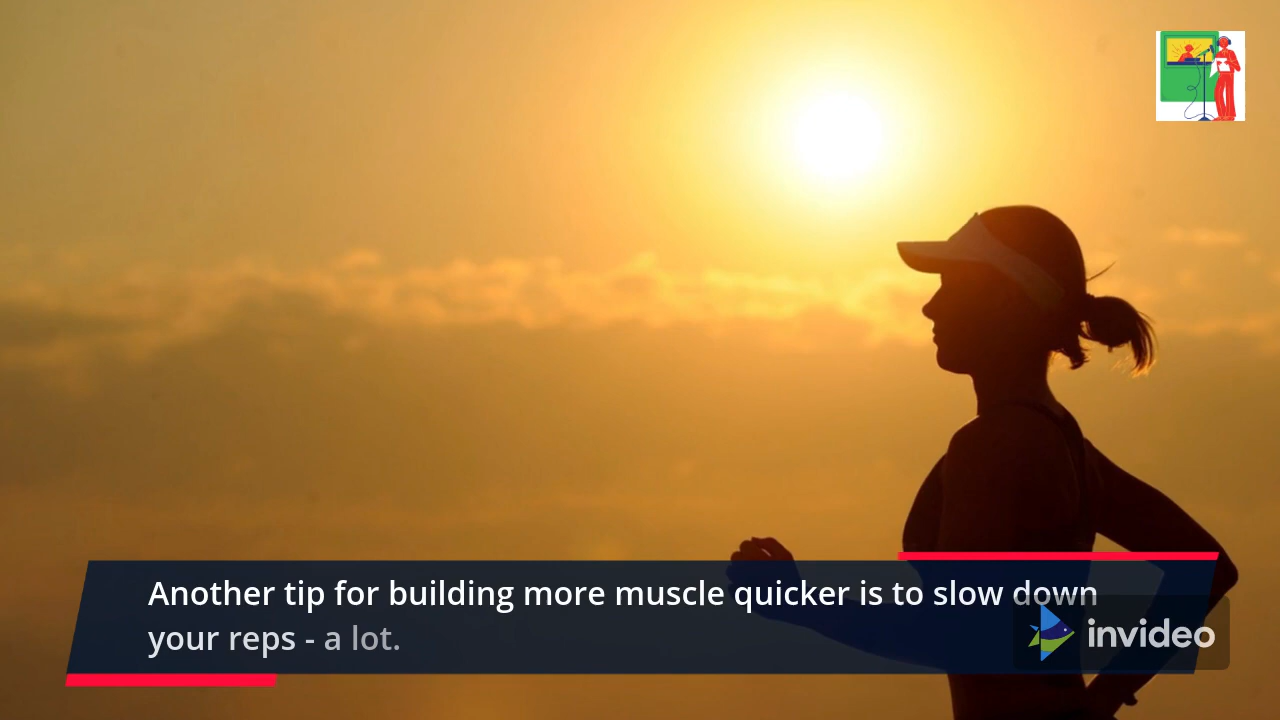 Another tip for building more muscle quicker is to slow down
your reps - a lot.
invideo